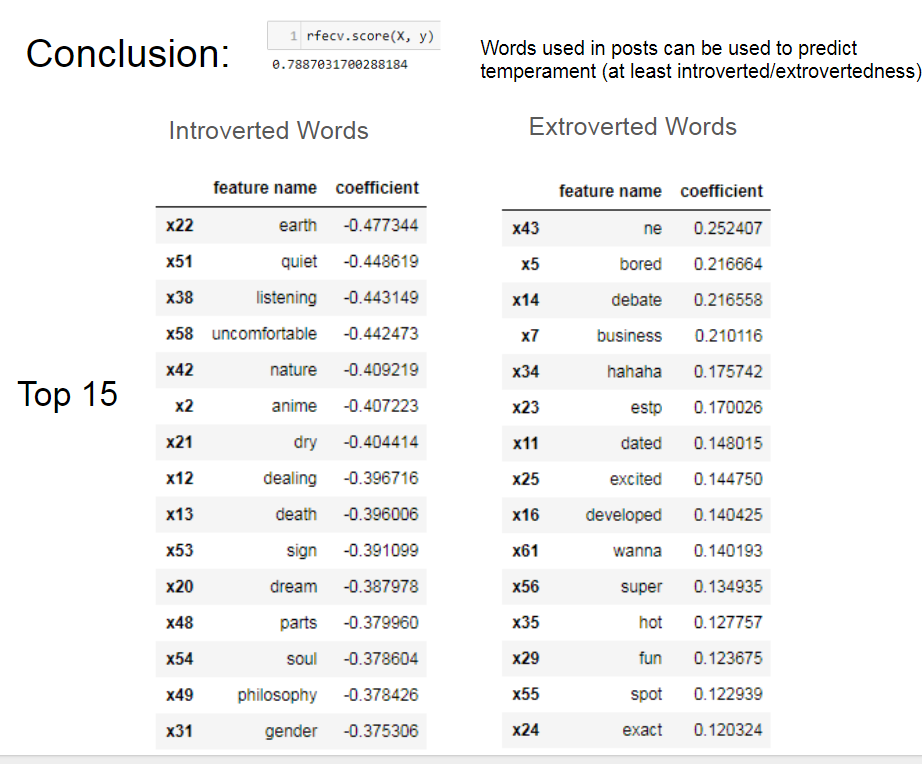 Conclusion:
1 rfecv.score(X, y)
0.7887031700288184
Words used in posts can be used to predict
temperament (at least introverted/extrovertedness)
Introverted Words
feature name coefficient
x22 earth -0.477344
x51 quiet -0.448619
x38 listening -0.443149
x58 uncomfortable -0.442473
x42 nature -0.409219
x2 anime -0.407223
x21 dry -0.404414
x12 dealing -0.396716
x13 death -0.396006
x53 sign -0.391099
x20 dream -0.387978
x48 parts -0.379960
x54 soul -0.378604
x49 philosophy -0.378426
x31 gender -0.375306
Extroverted Words
feature name coefficient
x43 ne 0.252407
x5 bored 0.216664
x14 debate 0.216558
x7 business 0.210116
x34 hahaha 0.175742
x23 estp 0.170026
x11 dated 0.148015
x25 excited 0.144750
x16 developed 0.140425
x61 wanna 0.140193
x56 super 0.134935
x35 hot 0.127757
x29 fun 0.123675
x55 spot 0.122939
x24 exact 0.120324
Top 15